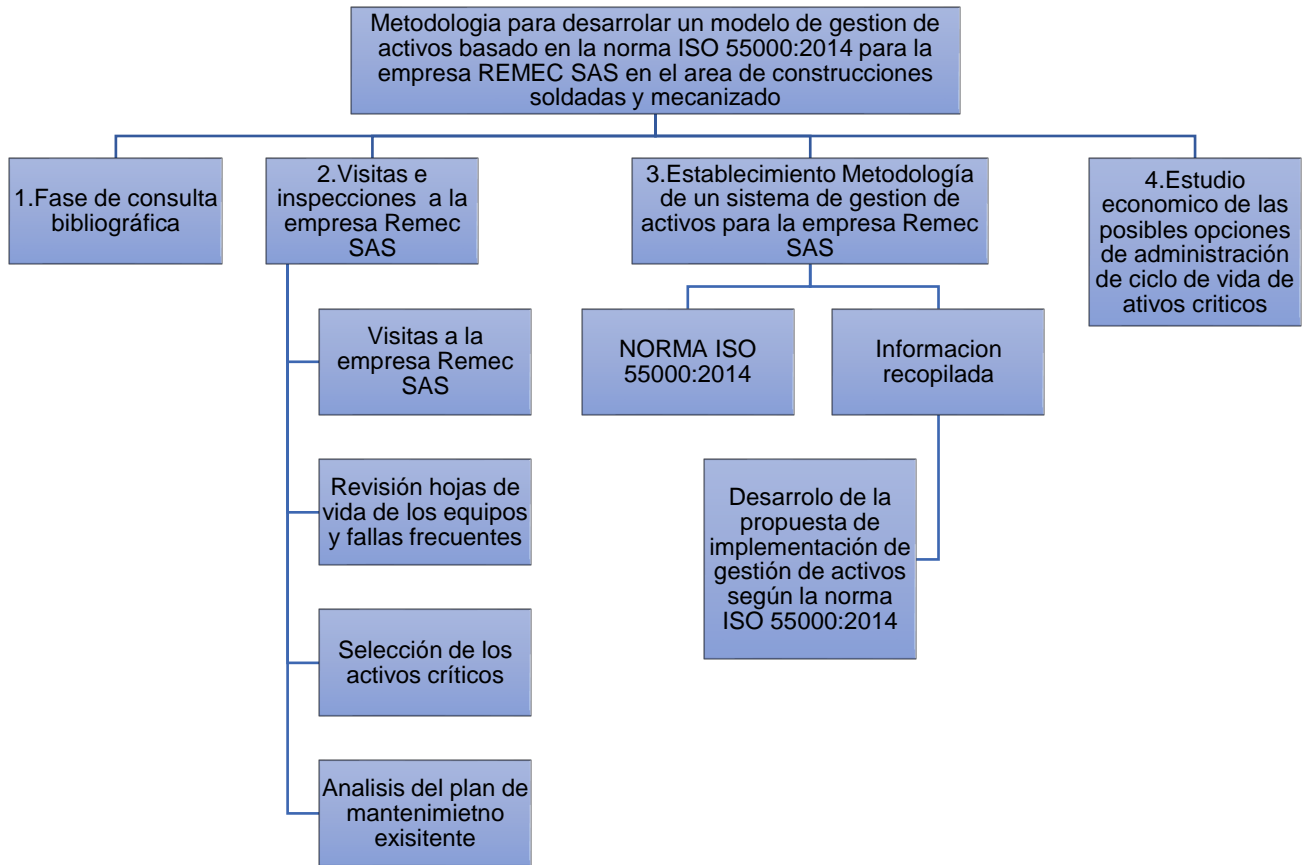 Metodologia para desarrolar un modelo de gestion de
activos basado en la norma ISO 55000:2014 para la
empresa REMEC SAS en el area de construcciones
soldadas y mecanizado
1.Fase de consulta
bibliográfica
2.Visitas e
inspecciones a la
empresa Remec
SAS
Visitas a la
empresa Remec
SAS
Revisión hojas de
vida de los equipos
y fallas frecuentes
Selección de los
activos críticos
Analisis del plan de
mantenimietno
exisitente
3.Establecimiento Metodología
de un sistema de gestion de
activos para la empresa Remec
SAS
NORMA ISO
55000:2014
Informacion
recopilada
Desarrolo de la
propuesta de
implementación de
gestión de activos
según la norma
ISO 55000:2014
4.Estudio
economico de las
posibles opciones
de administración
de ciclo de vida de
ativos criticos